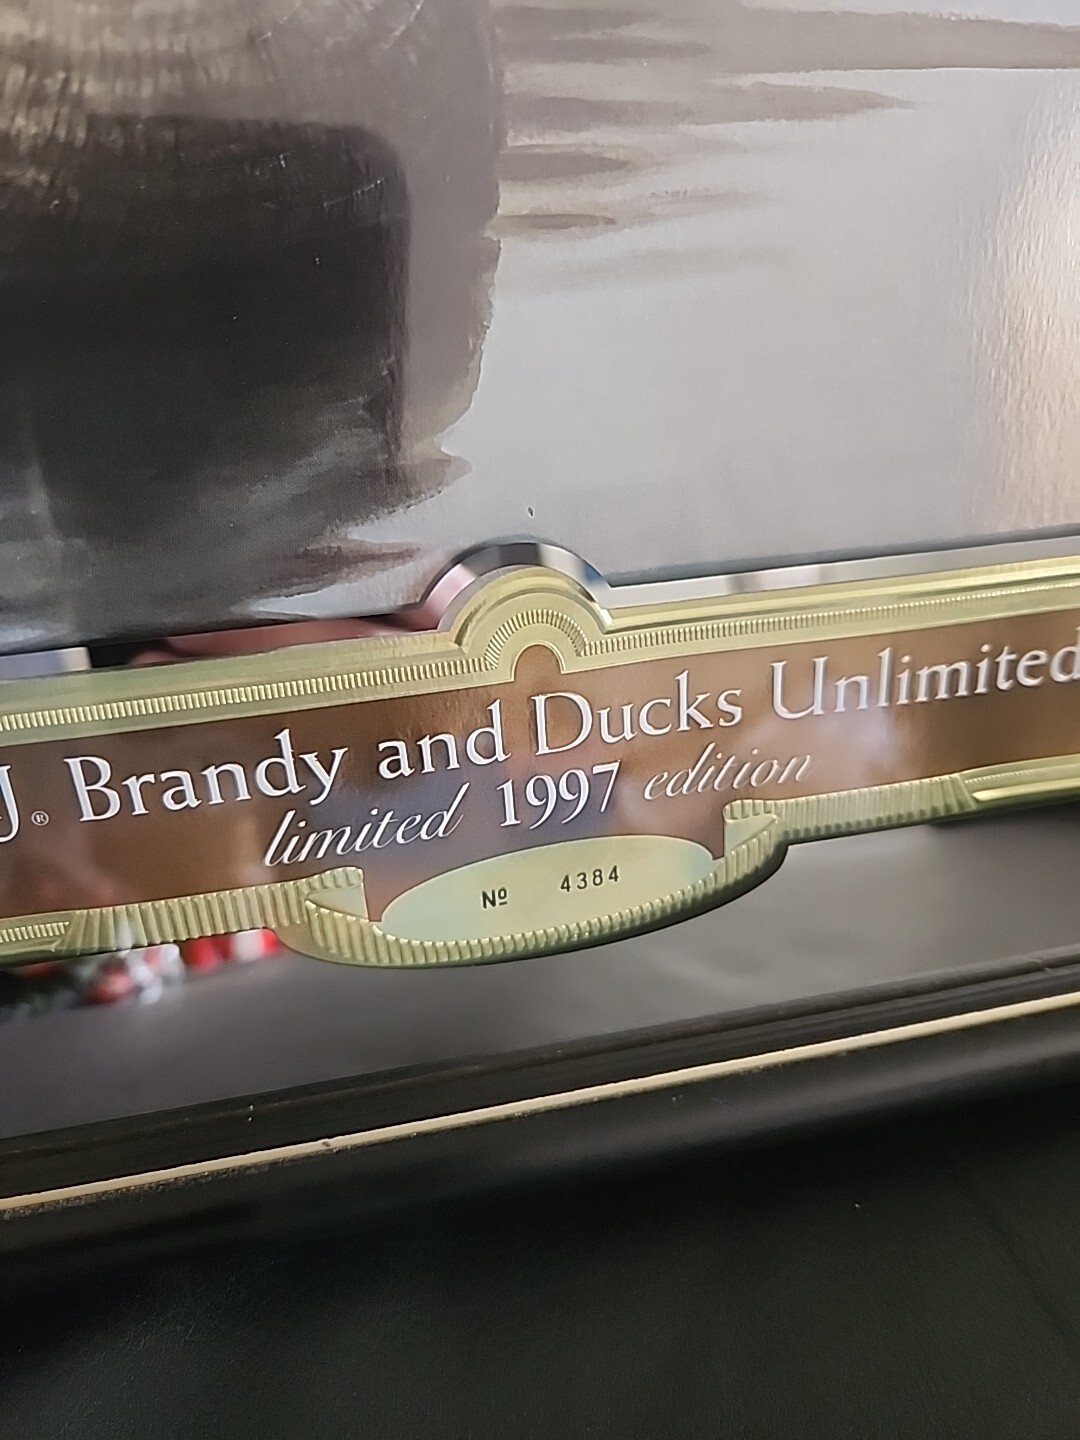 J.® Brandy and Ducks Unlimited
limited 1997 edition
Nº 4384